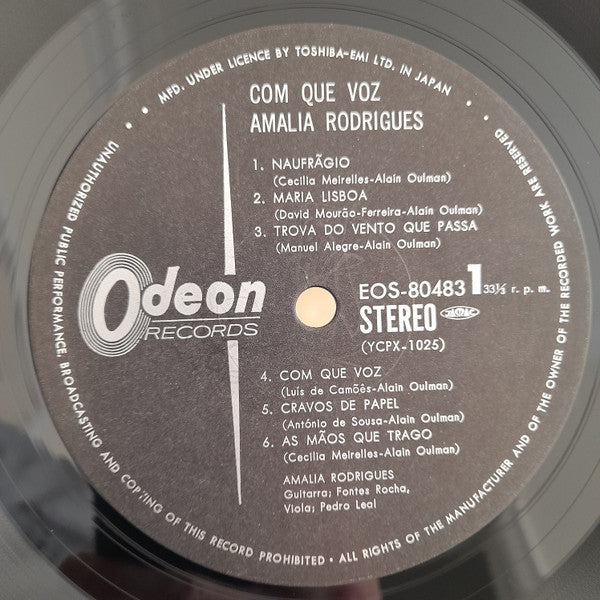 • MFD. UNDER LICENCE BY TOSHIBA-EMI LTD. IN JAPAN •
COM QUE VOZ
AMALIA RODRIGUES
1. NAUFRÃGIO
(Cecilia Meirelles-Alain Oulman)
2. MARIA LISBOA
(David Mourão-Ferreira-Alain Oulman)
3. TROVA DO VENTO QUE PASSA
(Manuel Alegre-Alain Oulman)
Odeon
RECORDS
EOS-80483 1 33⅓ r. p. m.
STEREO JASRAC
(YCPX-1025)
4. COM QUE VOZ
(Luis de Camõẽs-Alain Oulman)
5. CRAVOS DE PAPEL
(António de Sousa-Alain Oulman)
6. AS MÃOS QUE TRAGO
(Cecilia Meirelles-Alain Oulman)
AMALIA RODRIGUES
Guitarra; Fontes Rocha,
Viola; Pedro Leal
UNAUTHORIZED PUBLIC PERFORMANCE, BROADCASTING AND COPYING OF THIS RECORD PROHIBITED • ALL RIGHTS OF THE MANUFACTURER AND OF THE OWNER OF THE RECORDED WORK ARE RESERVED